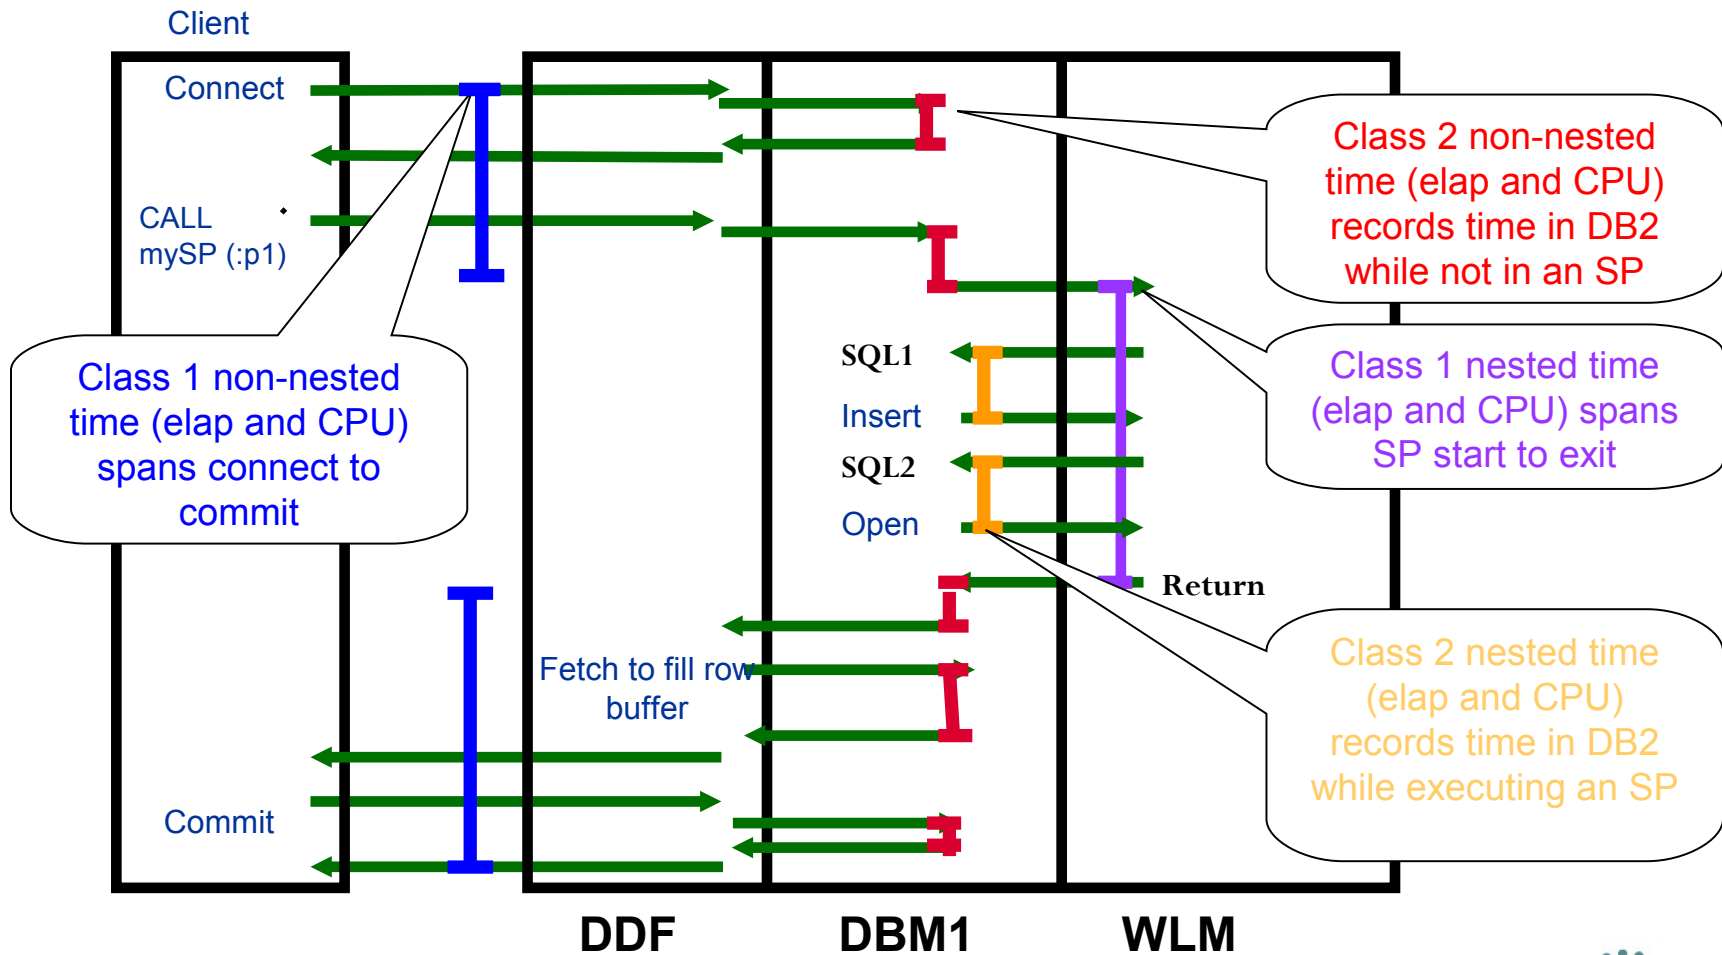 Client
Connect
CALL
mySP (:p1)
Class 2 non-nested
time (elap and CPU)
records time in DB2
while not in an SP
Class 1 non-nested
time (elap and CPU)
spans connect to
commit
SQL1
Insert
SQL2
Open
Class 1 nested time
(elap and CPU) spans
SP start to exit
Return
Fetch to fill row
buffer
Class 2 nested time
(elap and CPU)
records time in DB2
while executing an SP
Commit
DDF
DBM1
WLM